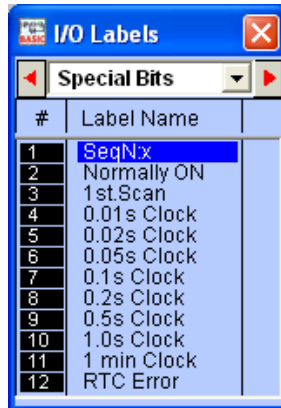 BASIC I/O Labels
Special Bits
# Label Name
1 SeqN:x
2 Normally ON
3 1st.Scan
4 0.01s Clock
5 0.02s Clock
6 0.05s Clock
7 0.1s Clock
8 0.2s Clock
9 0.5s Clock
10 1.0s Clock
11 1 min Clock
12 RTC Error